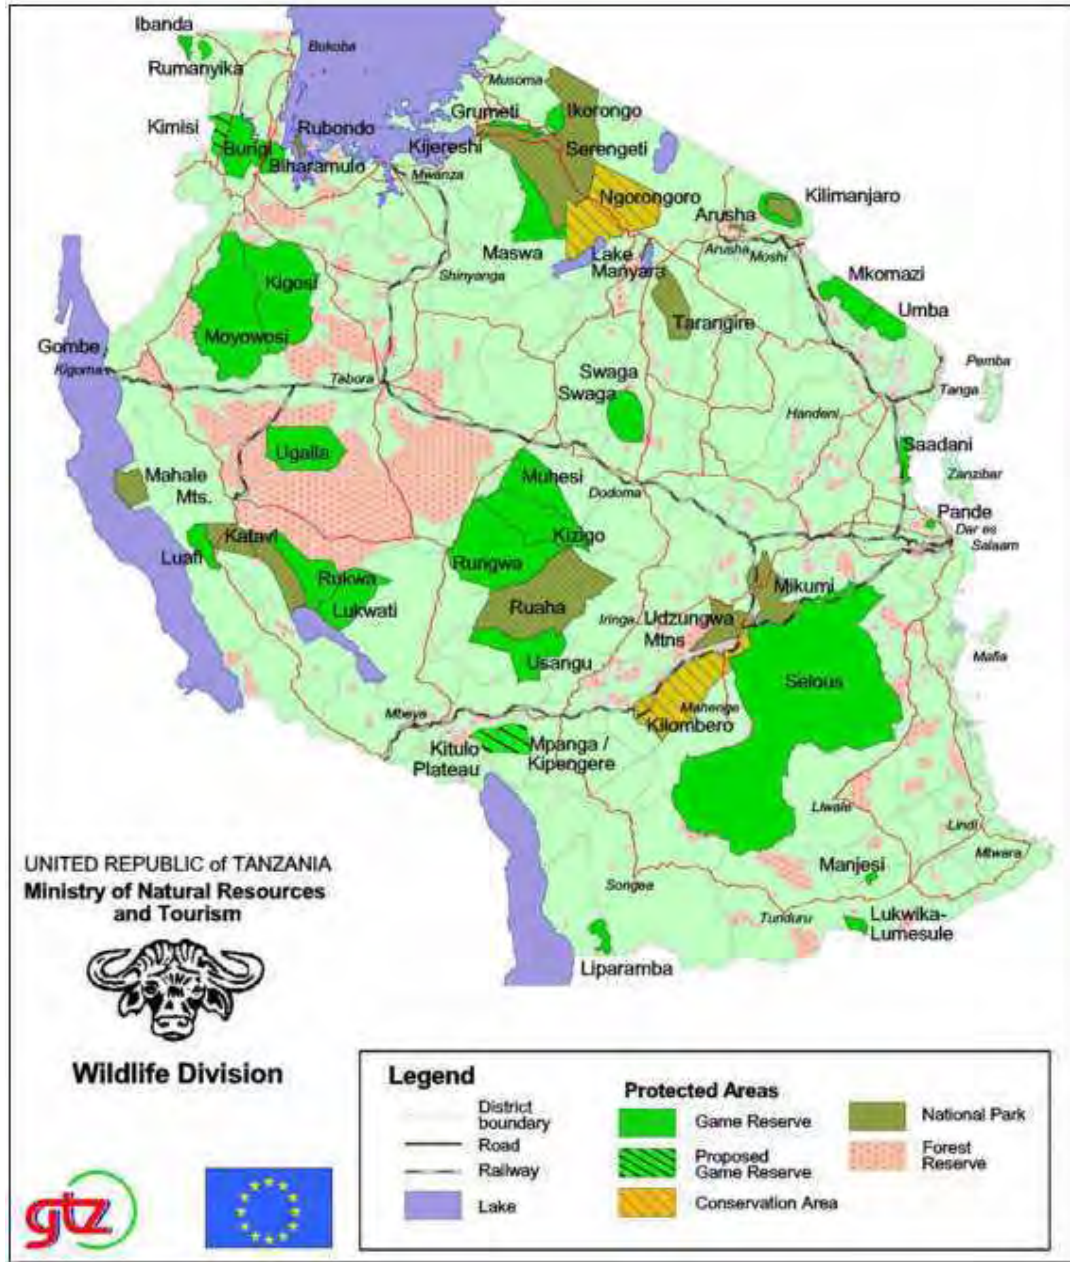 Ibanda
Bukoba
Rumanyika
Musoma
Grumeti
Ikorongo
Kimisi
Rubondo
Kijereshi
Serengeti
Burigi
Biharamulo
Mwanza
Ngorongoro
Kilimanjaro
Arusha
Maswa
Lake
Manyara
Arusha
Moshi
Shinyanga
Mkomazi
Kigosi
Umba
Moyowosi
Tarangire
Gombe
Kigoma
Tabora
Swaga
Swaga
Pemba
Tanga
Handeni
Ugalla
Saadani
Muhesi
Zanzibar
Mahale
Mts.
Dodoma
Pande
Katavi
Kizigo
Dar es
Salaam
Luafi
Rungwa
Rukwa
Mikumi
Lukwati
Ruaha
Iringa
Udzungwa
Mtns
Usangu
Mafia
Selous
Mbeya
Mahenge
Kilombero
Kitulo
Plateau
Mpanga /
Kipengere
Liwale
Lindi
Mtwara
Manjesi
Songea
Tunduru
Lukwika-
Lumesule
Liparamba
UNITED REPUBLIC of TANZANIA
Ministry of Natural Resources
and Tourism
Wildlife Division
gtz
Legend
District
boundary
Road
Railway
Lake
Protected Areas
Game Reserve
Proposed
Game Reserve
Conservation Area
National Park
Forest
Reserve